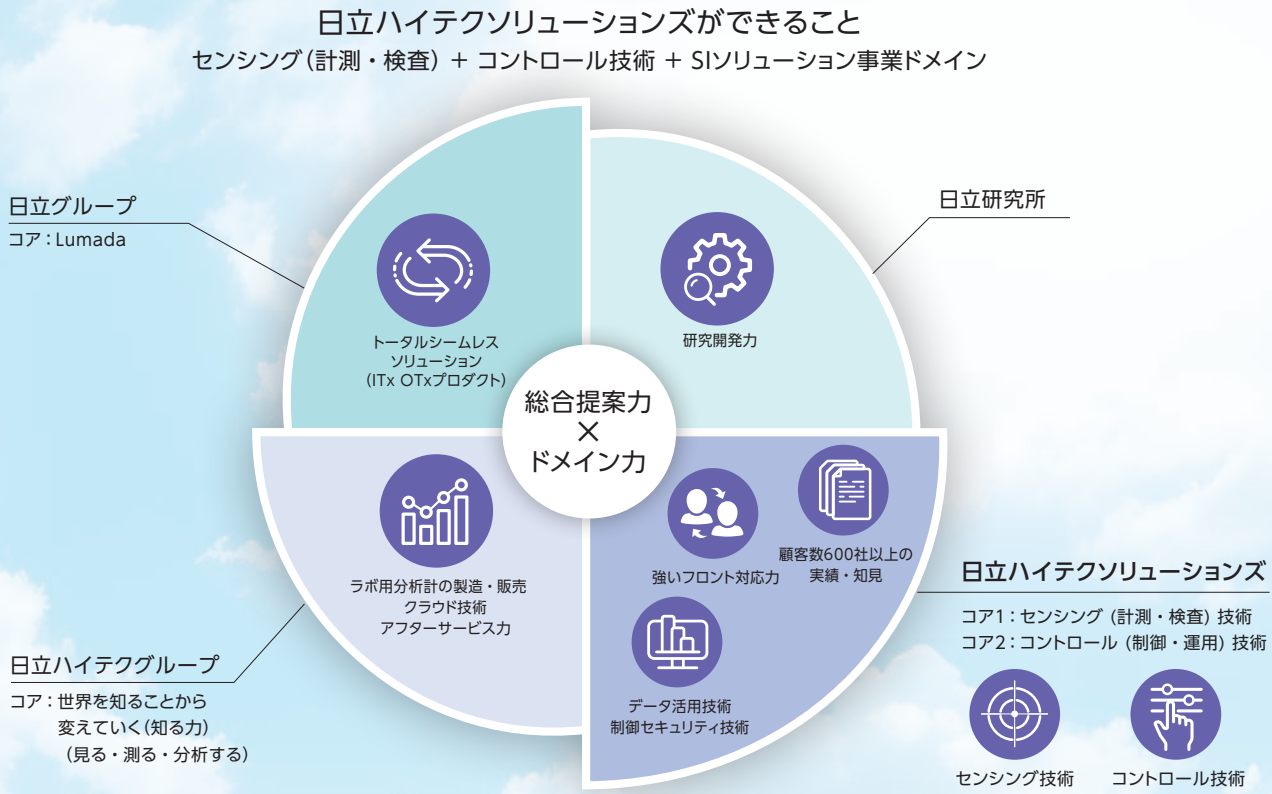 日立ハイテクソリューションズができること
センシング(計測・検査) + コントロール技術 + SIソリューション事業ドメイン
日立グループ
コア:Lumada
トータルシームレス
ソリューション
(ITx OTxプロダクト)
研究開発力
日立研究所
総合提案力
×
ドメイン力
ラボ用分析計の製造・販売
クラウド技術
アフターサービス力
日立ハイテクグループ
コア:世界を知ることから
変えていく(知る力)
(見る・測る・分析する)
強いフロント対応力
顧客数600社以上の
実績・知見
データ活用技術
制御セキュリティ技術
日立ハイテクソリューションズ
コア1:センシング (計測・検査) 技術
コア2:コントロール (制御・運用) 技術
センシング技術
コントロール技術